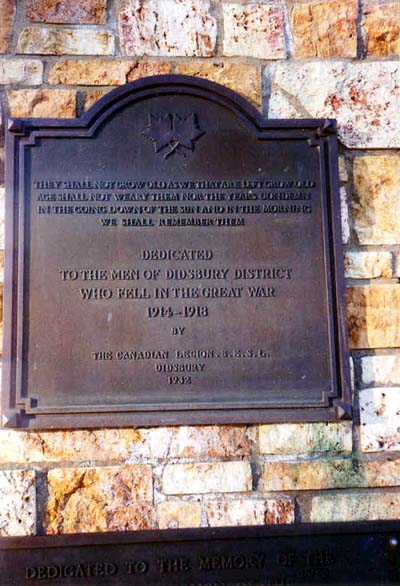 THEY SHALL NOT GROW OLD AS WE THAT ARE LEFT GROW OLD
AGE SHALL NOT WEARY THEM NOR THE YEARS CONDEMN
IN THE GOING DOWN OF THE SUN AND IN THE MORNING
WE SHALL REMEMBER THEM
DEDICATED
TO THE MEN OF DIDSBURY DISTRICT
WHO FELL IN THE GREAT WAR
1914-1918
BY
THE CANADIAN LEGION. B.E.S.L.
DIDSBURY
1932
DEDICATED TO THE MEMORY OF THE